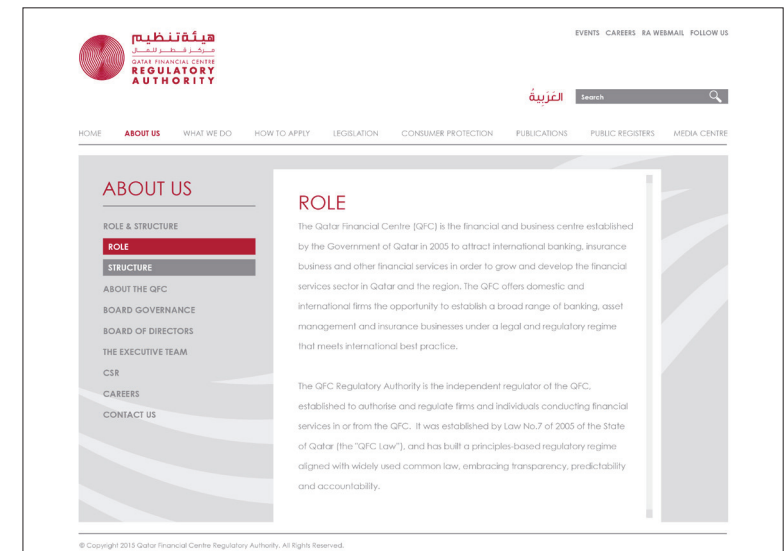 هيئة تنظيم
مركز قطر للمال
QATAR FINANCIAL CENTRE
REGULATORY
AUTHORITY
EVENTS CAREERS RA WEBMAIL FOLLOW US
العَرَبِيةُ
Search
HOME ABOUT US WHAT WE DO HOW TO APPLY LEGISLATION CONSUMER PROTECTION PUBLICATIONS PUBLIC REGISTERS MEDIA CENTRE
ABOUT US
ROLE & STRUCTURE
ROLE
STRUCTURE
ABOUT THE QFC
BOARD GOVERNANCE
BOARD OF DIRECTORS
THE EXECUTIVE TEAM
CSR
CAREERS
CONTACT US
ROLE
The Qatar Financial Centre (QFC) is the financial and business centre established
by the Government of Qatar in 2005 to attract international banking, insurance
business and other financial services in order to grow and develop the financial
services sector in Qatar and the region. The QFC offers domestic and
international firms the opportunity to establish a broad range of banking, asset
management and insurance businesses under a legal and regulatory regime
that meets international best practice.
The QFC Regulatory Authority is the independent regulator of the QFC,
established to authorise and regulate firms and individuals conducting financial
services in or from the QFC. It was established by Law No.7 of 2005 of the State
of Qatar (the "QFC Law"), and has built a principles-based regulatory regime
aligned with widely used common law, embracing transparency, predictability
and accountability.
© Copyright 2015 Qatar Financial Centre Regulatory Authority. All Rights Reserved.